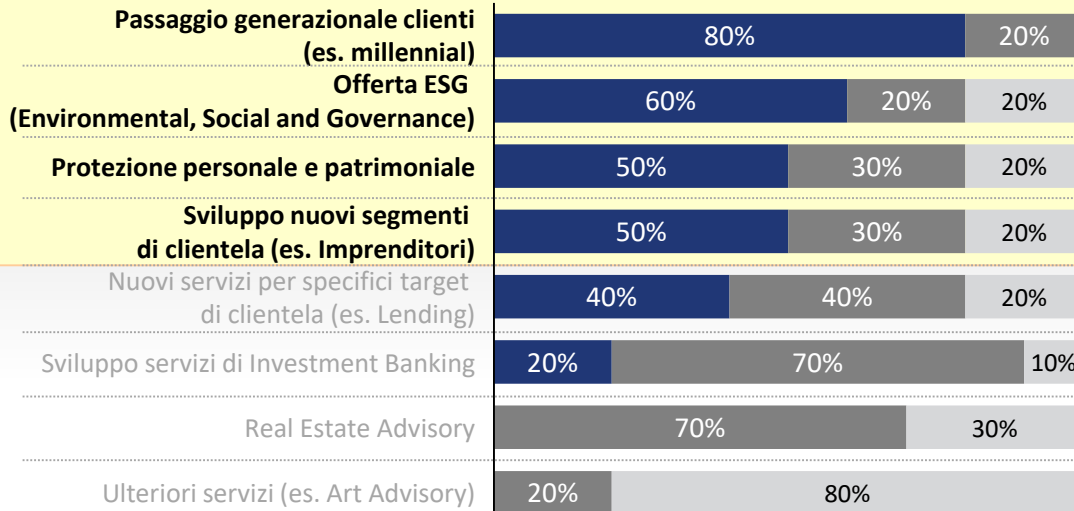 Passaggio generazionale clienti
(es. millennial)
80% 20%
Offerta ESG
(Environmental, Social and Governance)
60% 20% 20%
Protezione personale e patrimoniale
50% 30% 20%
Sviluppo nuovi segmenti
di clientela (es. Imprenditori)
50% 30% 20%
Nuovi servizi per specifici target
di clientela (es. Lending)
40% 40% 20%
Sviluppo servizi di Investment Banking
20% 70% 10%
Real Estate Advisory
70% 30%
Ulteriori servizi (es. Art Advisory)
20% 80%